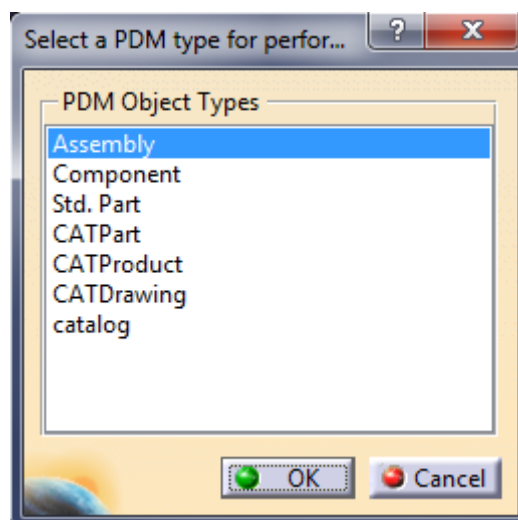 Select a PDM type for perfor...
?
X
PDM Object Types
Assembly
Component
Std. Part
CATPart
CATProduct
CATDrawing
catalog
OK
Cancel